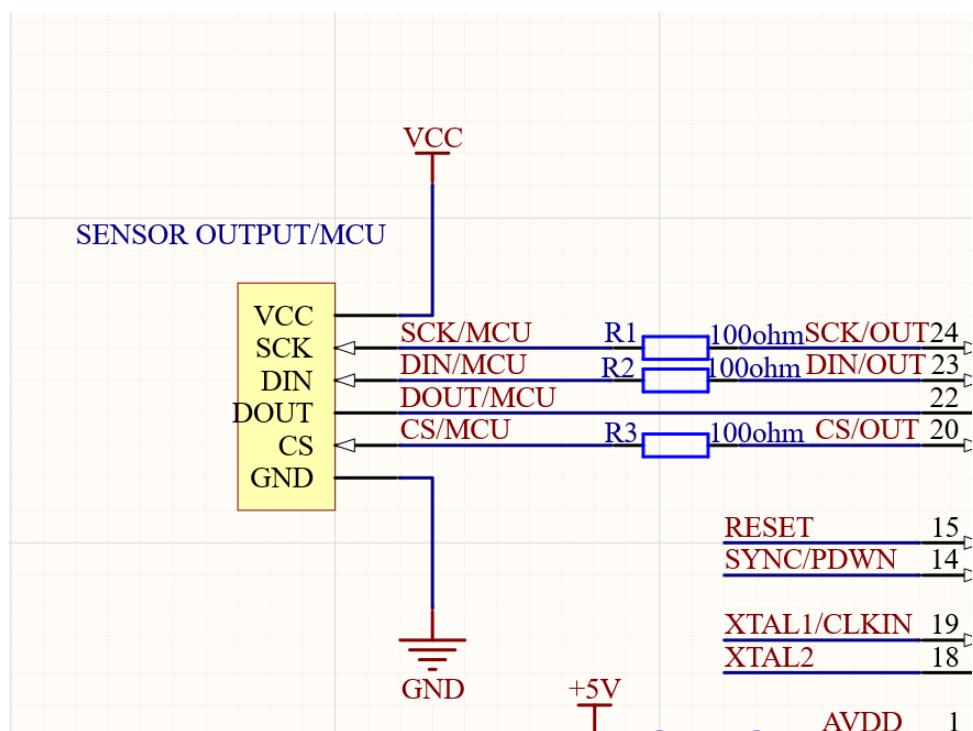 VCC
SENSOR OUTPUT/MCU
VCC
SCK SCK/MCU R1 100ohm SCK/OUT 24
DIN DIN/MCU R2 100ohm DIN/OUT 23
DOUT DOUT/MCU 22
CS CS/MCU R3 100ohm CS/OUT 20
GND
RESET 15
SYNC/PDWN 14
XTAL1/CLKIN 19
XTAL2 18
GND +5V
AVDD 1